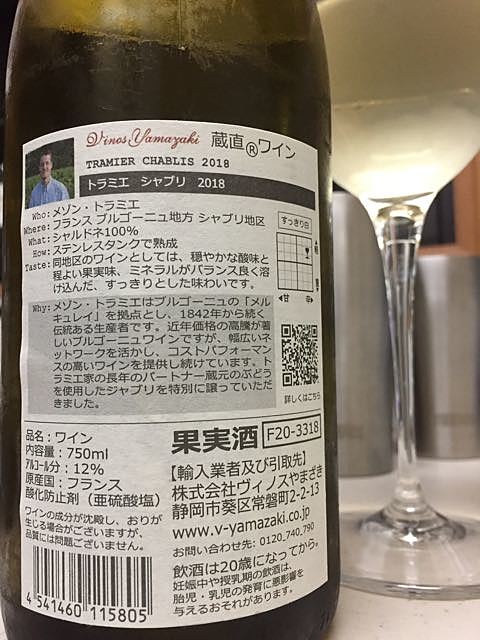 Vinos Yamazaki 蔵直®ワイン
TRAMIER CHABLIS 2018
トラミエ シャブリ 2018
Who: メゾン・トラミエ
Where: フランス ブルゴーニュ地方 シャブリ地区
What: シャルドネ100%
How: ステンレスタンクで熟成
Taste: 同地区のワインとしては、穏やかな酸味と
程よい果実味、ミネラルがバランス良く溶
け込んだ、すっきりとした味わいです。
すっきり白
軽
重
甘
辛
Why: メゾン・トラミエはブルゴーニュの「メル
キュレイ」を拠点とし、1842年から続く
伝統ある生産者です。近年価格の高騰が著し
いブルゴーニュワインですが、幅広いネ
ットワークを活かし、コストパフォーマン
スの高いワインを提供し続けています。ト
ラミエ家の長年のパートナー蔵元のぶどう
を使用したシャブリを特別に譲っていただ
きました。
詳しくはこちら
品名：ワイン
内容量：750ml
アルコール分：12%
原産国：フランス
酸化防止剤（亜硫酸塩）
ワインの成分が沈殿し、おりが
生じる場合がございますが、
品質には問題ございません。
4 541460 115805
果実酒 F20-3318
【輸入業者及び引取先】
株式会社ヴィノスやまざき
静岡市葵区常磐町2-2-13
www.v-yamazaki.co.jp
お問い合わせ先: 0120_740_790
飲酒は20歳になってから。
妊娠中や授乳期の飲酒は、
胎児・乳児の発育に悪影響を
与えるおそれがあります。